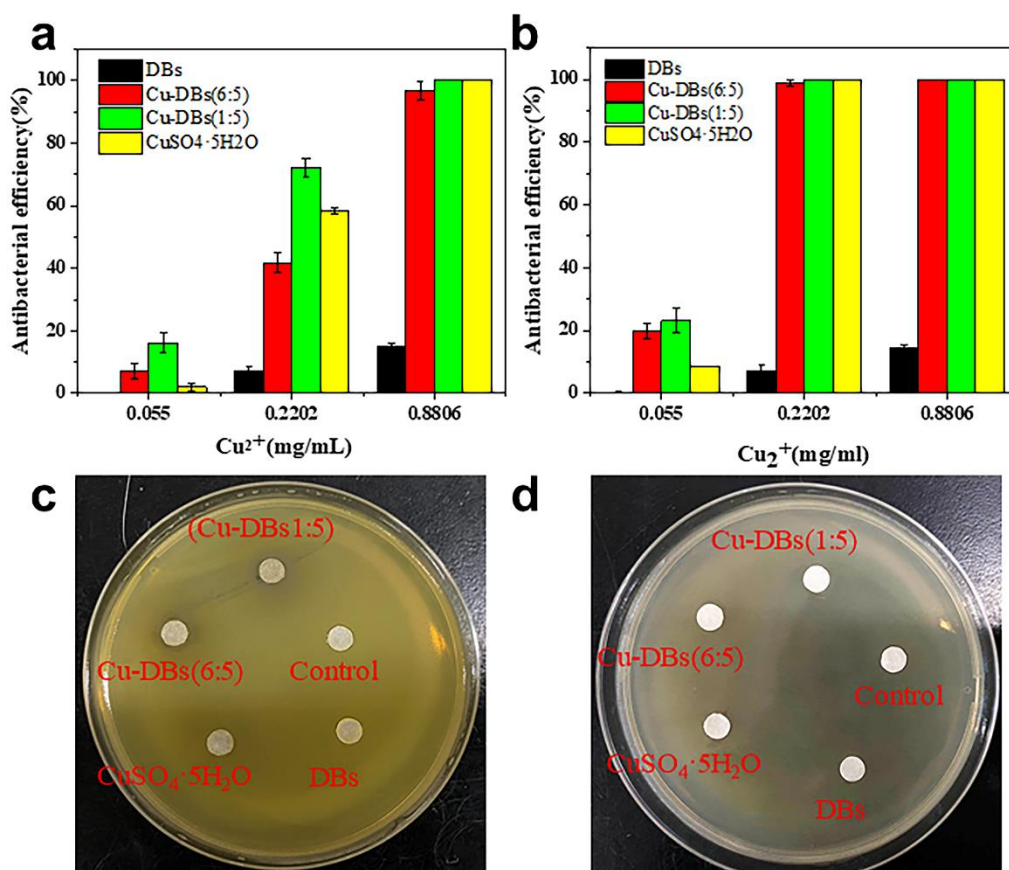 a
DBs
Cu-DBs(6:5)
Cu-DBs(1:5)
CuSO4·5H2O
Antibacterial efficiency(%)
100
80
60
40
20
0
0.055 0.2202 0.8806
Cu²⁺(mg/mL)
b
DBs
Cu-DBs(6:5)
Cu-DBs(1:5)
CuSO4·5H2O
Antibacterial efficiency(%)
100
80
60
40
20
0
0.055 0.2202 0.8806
Cu₂⁺(mg/ml)
c
(Cu-DBs1:5)
Cu-DBs(6:5)
Control
CuSO₄·5H₂O
DBs
d
Cu-DBs(1:5)
Cu-DBs(6:5)
Control
CuSO₄·5H₂O
DBs